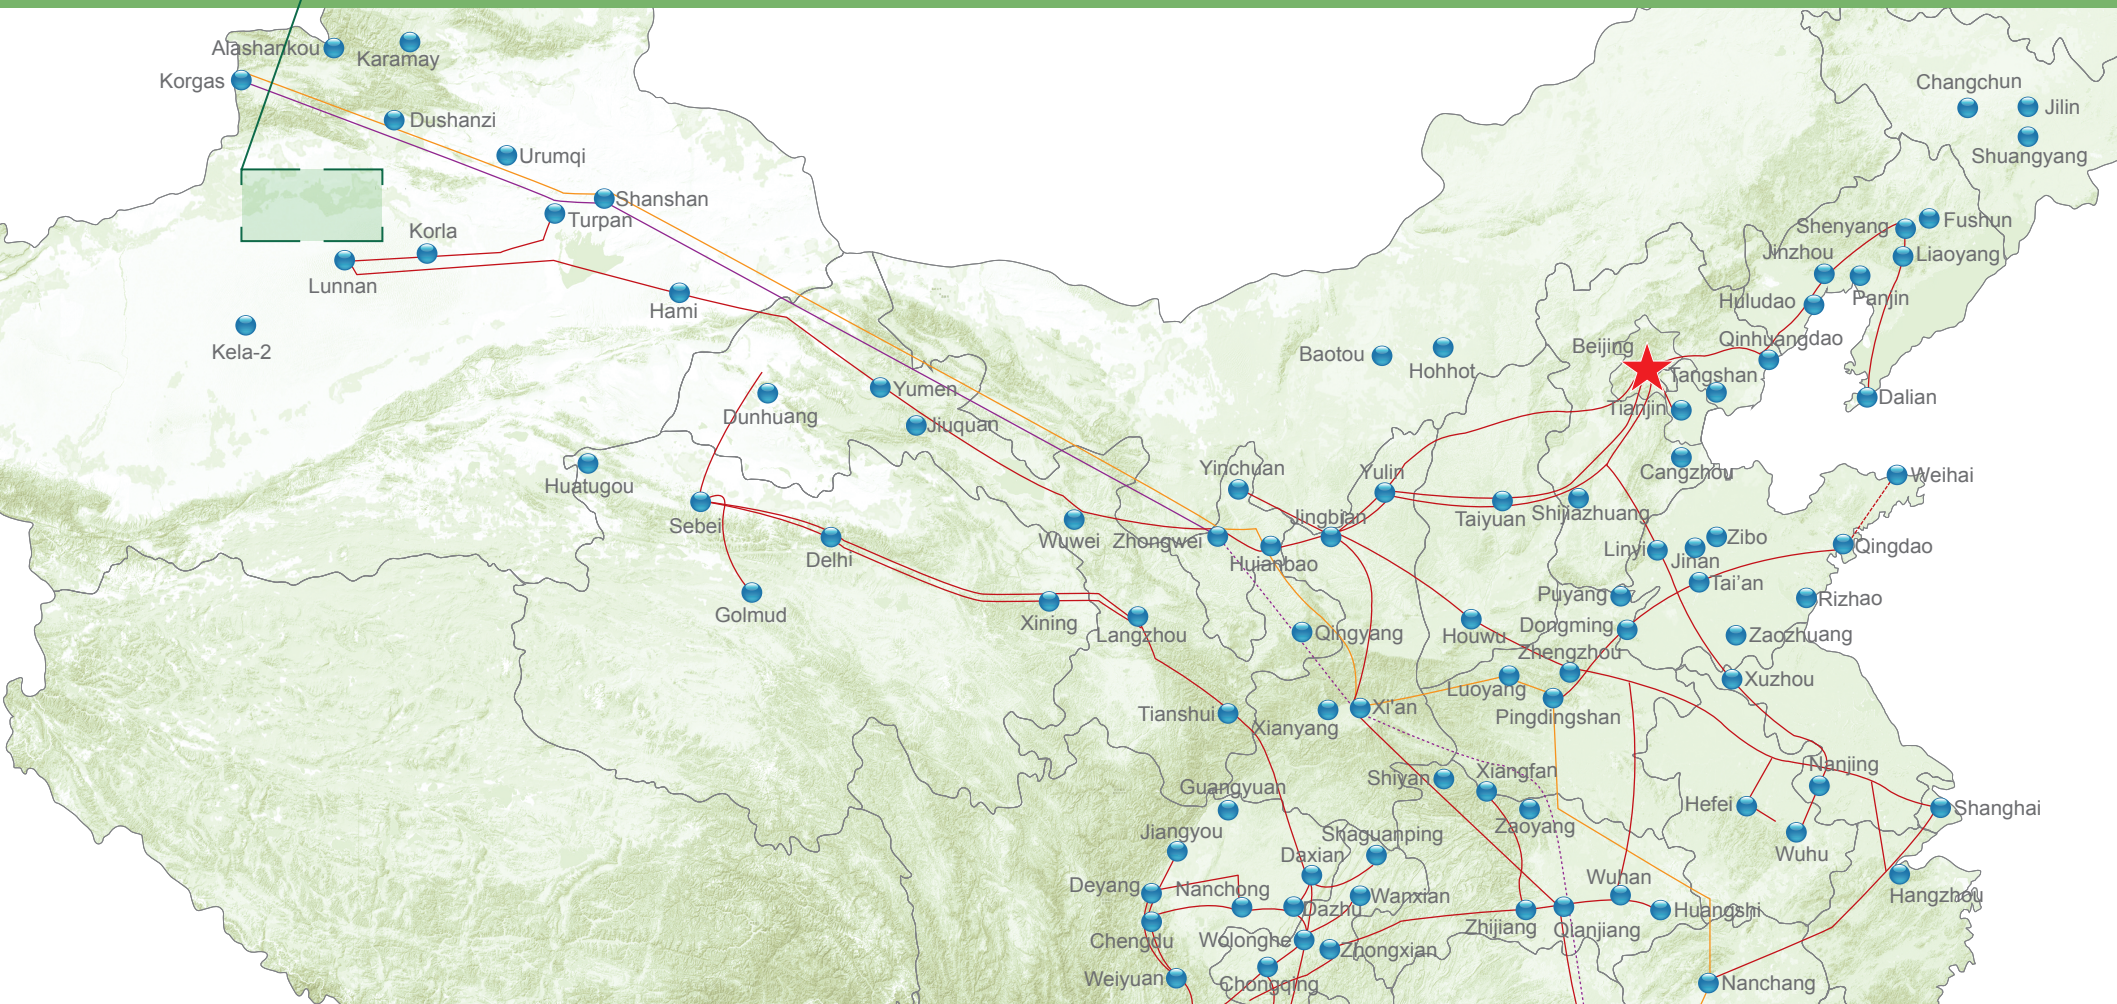 Alashankou
Karamay
Korgas
Dushanzi
Urumqi
Shanshan
Turpan
Korla
Lunnan
Hami
Kela-2
Changchun
Jilin
Shuangyang
Shenyang
Fushun
Jinzhou
Liaoyang
Huludao
Panjin
Qinhuangdao
Beijing
Tangshan
Tianjin
Dalian
Baotou
Hohhot
Dunhuang
Yumen
Jiuquan
Huatugou
Sebei
Delhi
Golmud
Wuwei
Zhongwei
Yinchuan
Yulin
Jingbian
Huianbao
Taiyuan
Shijiazhuang
Cangzhou
Weihai
Linyi
Jinan
Zibo
Qingdao
Tai'an
Puyang
Rizhao
Xining
Langzhou
Qingyang
Houwu
Dongming
Zaozhuang
Zhengzhou
Luoyang
Xuzhou
Tianshui
Xianyang
Xi'an
Pingdingshan
Guangyuan
Shiyan
Xiangfan
Nanjing
Hefei
Shanghai
Jiangyou
Shaguanping
Zaoyang
Daxian
Wuhu
Deyang
Nanchong
Wanxian
Wuhan
Hangzhou
Dazhu
Huangshi
Chengdu
Wolonghe
Zhijiang
Qianjiang
Zhongxian
Weiyuan
Chongqing
Nanchang